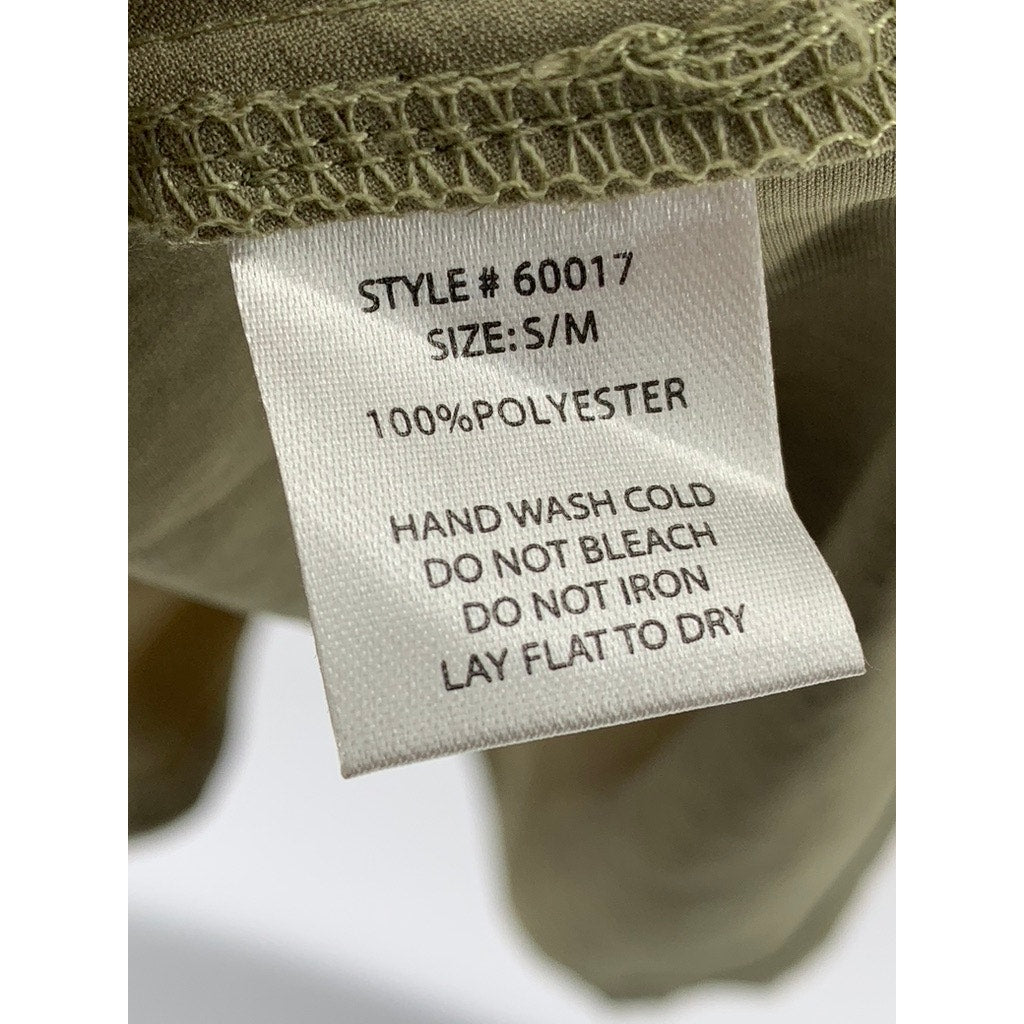 STYLE # 60017
SIZE: S/M
100%POLYESTER
HAND WASH COLD
DO NOT BLEACH
DO NOT IRON
LAY FLAT TO DRY